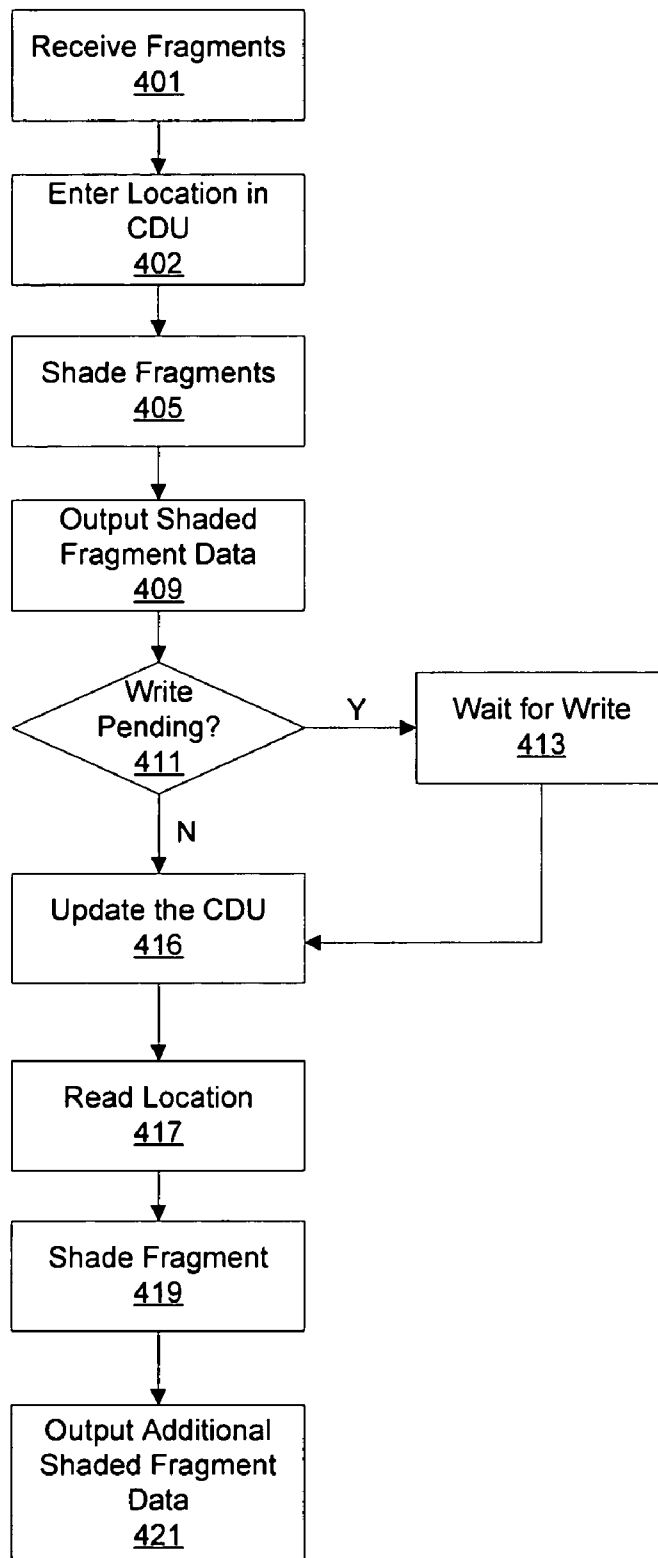 Receive Fragments
401
Enter Location in
CDU
402
Shade Fragments
405
Output Shaded
Fragment Data
409
Write
Pending?
411
Y
Wait for Write
413
N
Update the CDU
416
Read Location
417
Shade Fragment
419
Output Additional
Shaded Fragment
Data
421